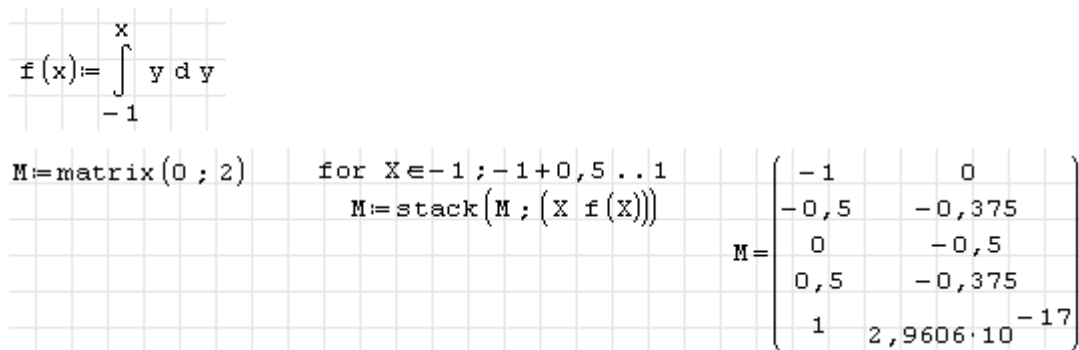 f(x):=∫ y d y
x
-1
M:=matrix(0 ; 2)
for X∈-1;-1+0,5..1
M:=stack(M ; (X f(X)))
M=
-1 0
-0,5 -0,375
0 -0,5
0,5 -0,375
1 2,9606·10^-17